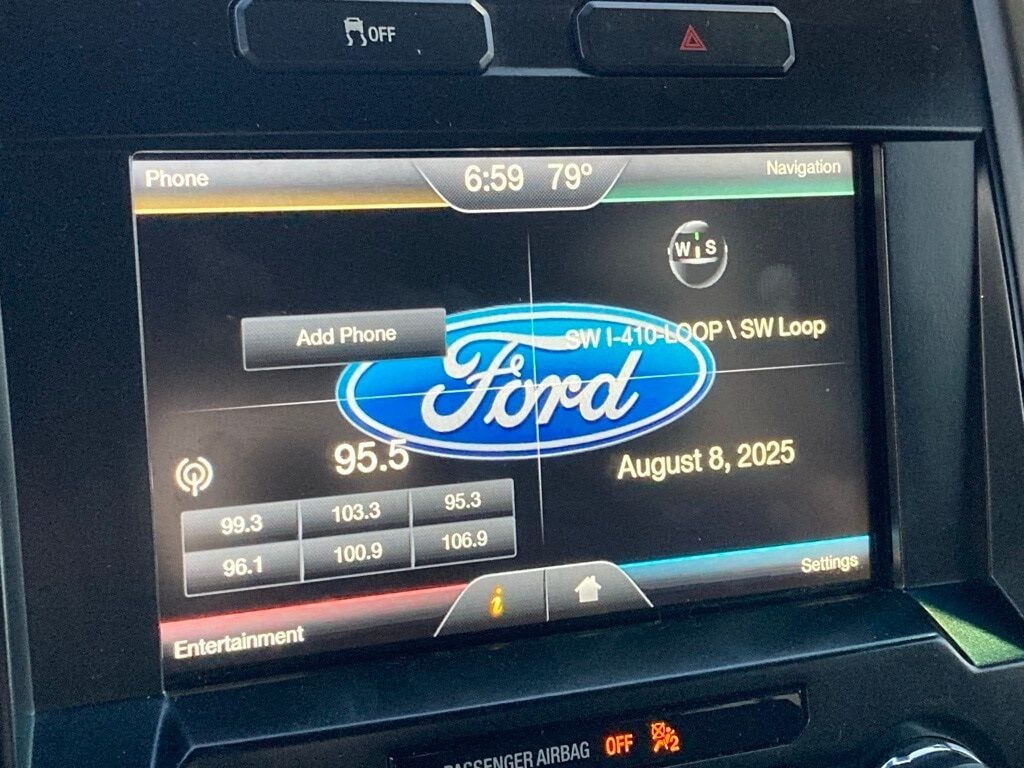 OFF
Phone
6:59 79°
Navigation
W S
Add Phone
SW I-410-LOOP \ SW Loop
Ford
95.5
August 8, 2025
99.3 103.3 95.3
96.1 100.9 106.9
i
Settings
Entertainment
PASSENGER AIRBAG OFF
2